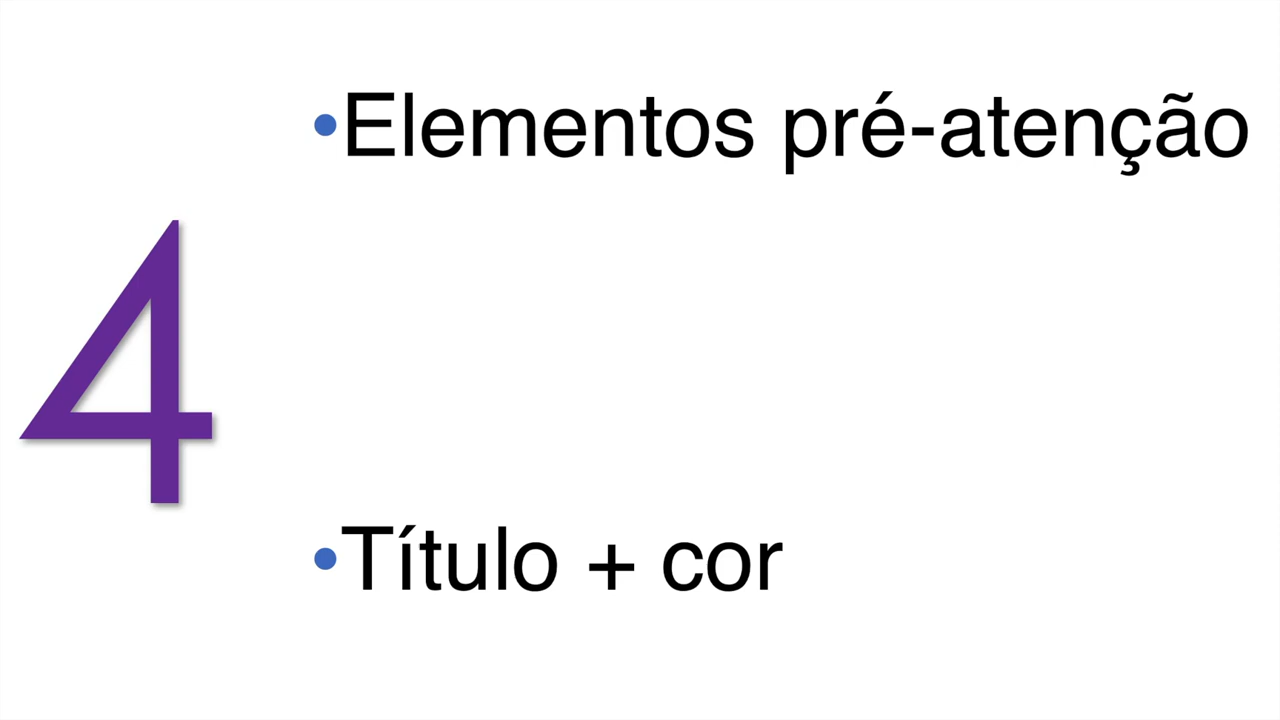 •Elementos pré-atenção
4
•Título + cor